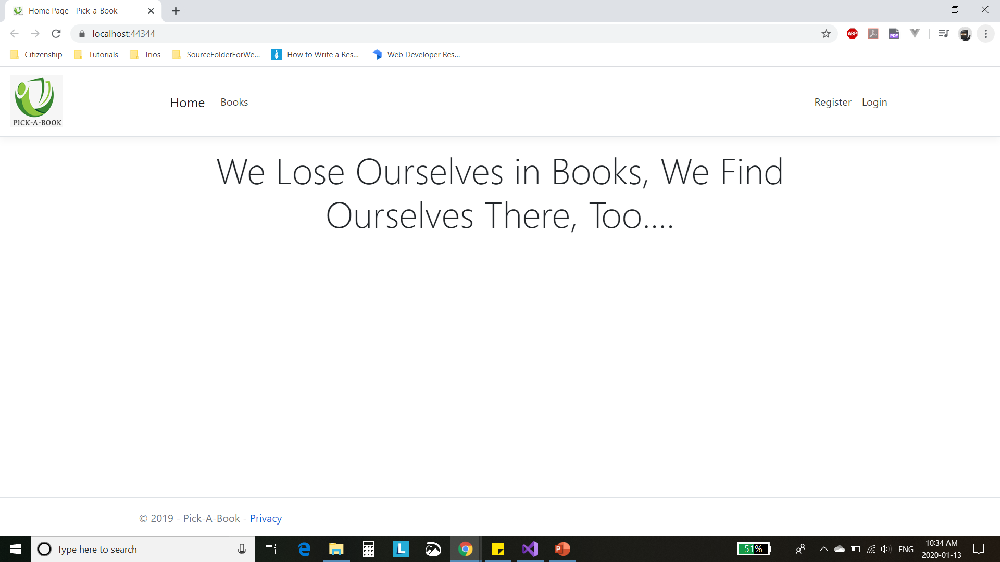 Home Page - Pick-a-Book
localhost:44344
ABP
PDF
Citizenship
Tutorials
Trios
SourceFolderForWe...
How to Write a Res...
Web Developer Res...
PICK-A-BOOK
Home
Books
Register
Login
We Lose Ourselves in Books, We Find
Ourselves There, Too....
© 2019 - Pick-A-Book - Privacy
Type here to search
L
P
51%
ENG
10:34 AM
2020-01-13